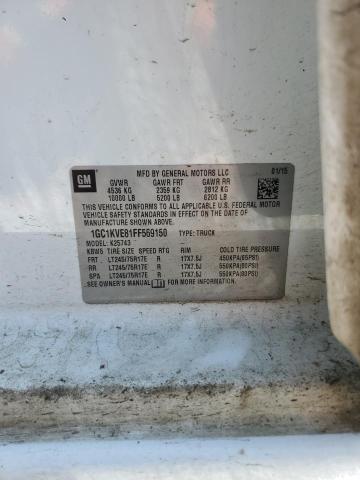 GM
MFD BY GENERAL MOTORS LLC 01/15
GVWR GAWR FRT GAWR RR
4536 KG 2359 KG 2812 KG
10000 LB 5200 LB 6200 LB
THIS VEHICLE CONFORMS TO ALL APPLICABLE U.S. FEDERAL MOTOR
VEHICLE SAFETY STANDARDS IN EFFECT ON THE DATE OF
MANUFACTURE SHOWN ABOVE.
1GC1KVE81FF569150 TYPE: TRUCK
MODEL: K25743
KBW5 TIRE SIZE SPEED RIM COLD TIRE PRESSURE
FRT LT245/75R17E R 17X7.5J 450KPA(65PSI)
RR LT245/75R17E R 17X7.5J 550KPA(80PSI)
SPA LT245/75R17E R 17X7.5J 550KPA(80PSI)
SEE OWNER'S MANUAL FOR MORE INFORMATION.